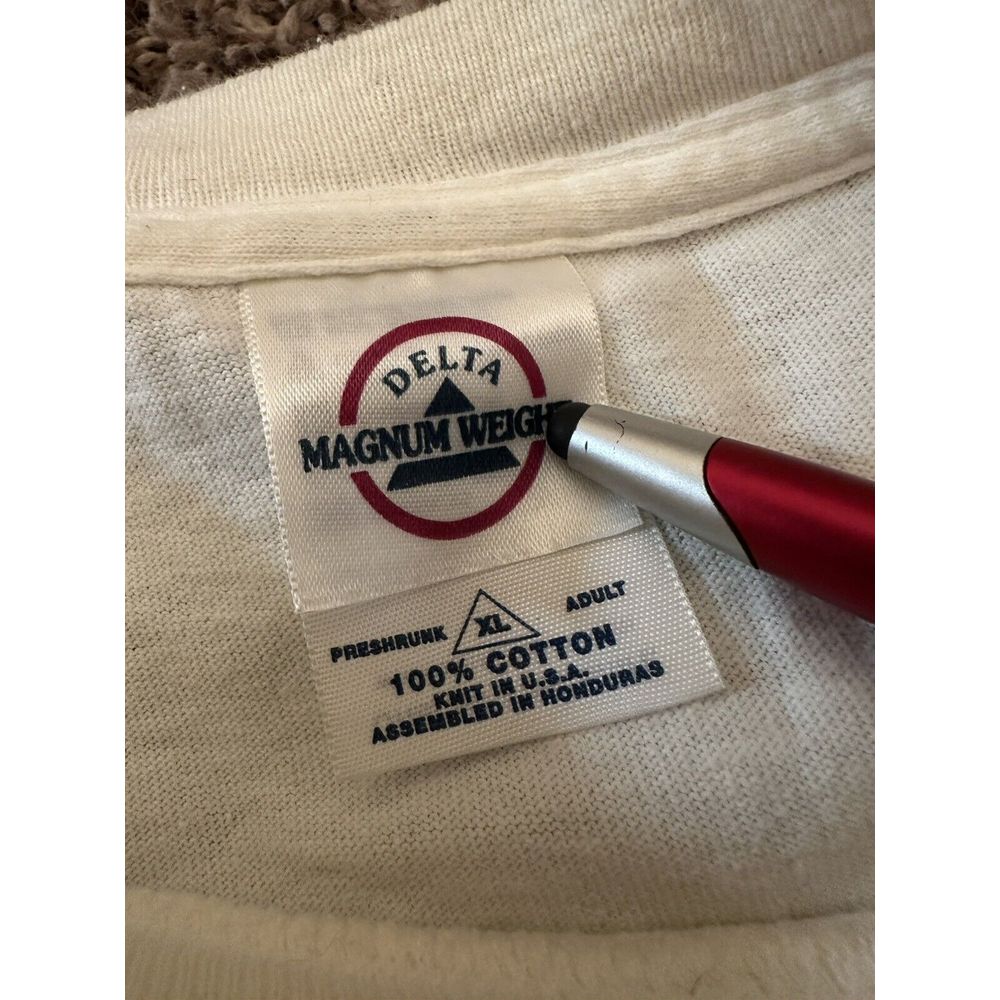 DELTA
MAGNUM WEIGHT
PRESHRUNK XL ADULT
100% COTTON
KNIT IN U.S.A.
ASSEMBLED IN HONDURAS